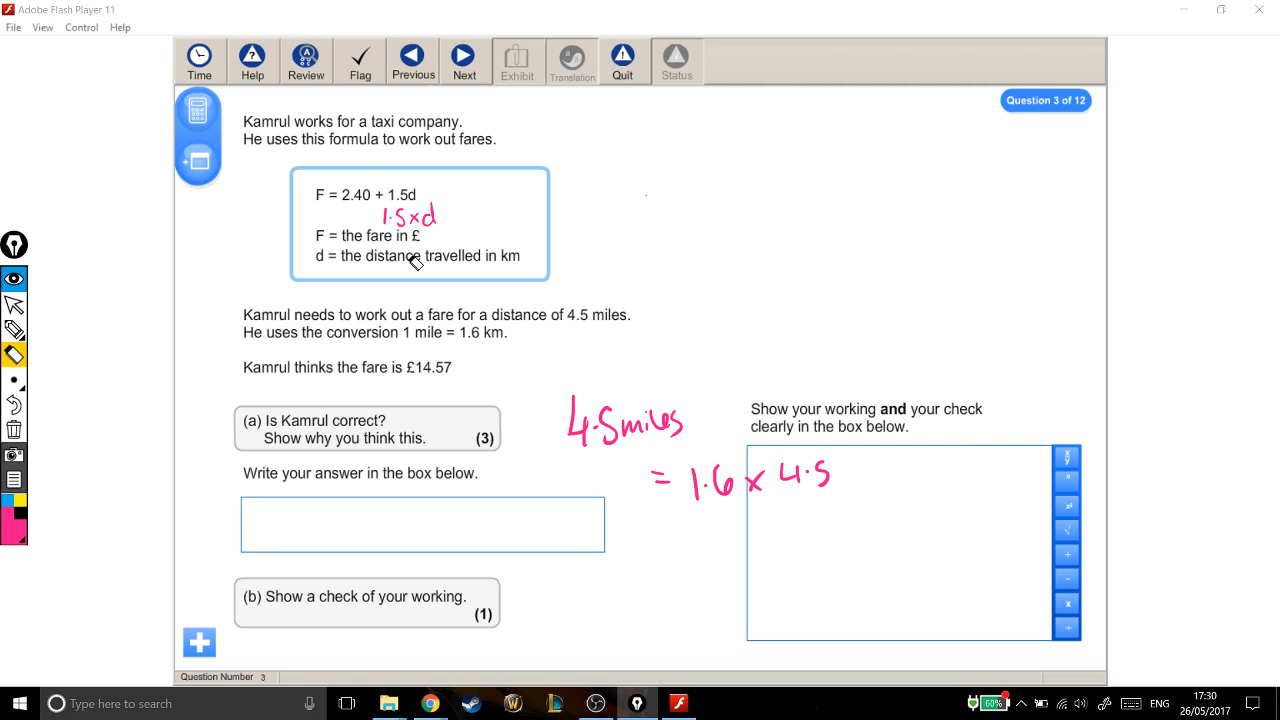 Adobe Flash Player 11
File View Control Help
Time Help Review Flag Previous Next Exhibit Translation Quit Status
Question 3 of 12
Kamrul works for a taxi company.
He uses this formula to work out fares.
F = 2.40 + 1.5d
1.5 × d
F = the fare in £
d = the distance travelled in km
Kamrul needs to work out a fare for a distance of 4.5 miles.
He uses the conversion 1 mile = 1.6 km.
Kamrul thinks the fare is £14.57
(a) Is Kamrul correct?
Show why you think this. (3)
Write your answer in the box below.
(b) Show a check of your working.
(1)
4.5 miles
= 1.6 × 4.5
Show your working and your check
clearly in the box below.
x/y
°
x²
√
+
-
x
÷
Question Number 3
Type here to search
60%
ENG
17:30
26/05/2017